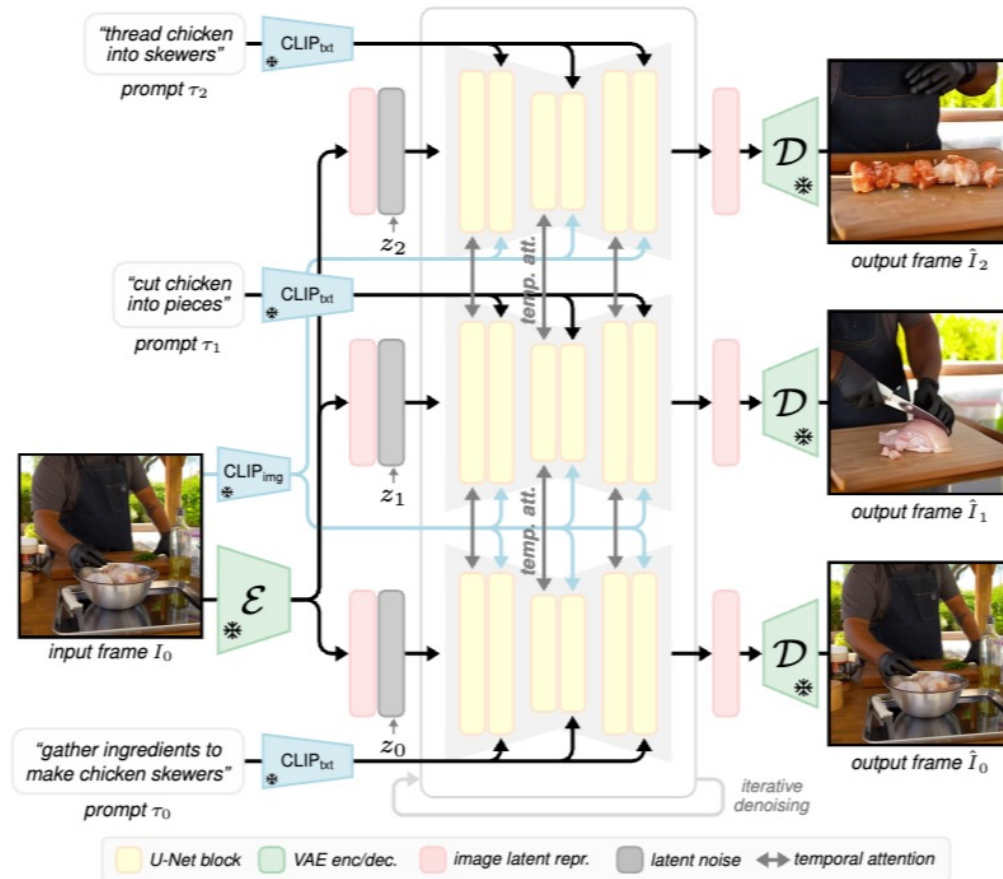 “thread chicken
into skewers”
prompt τ₂
CLIPtxt
z₂
D
output frame Î₂
temp. att.
“cut chicken
into pieces”
prompt τ₁
CLIPtxt
z₁
D
output frame Î₁
CLIPimg
temp. att.
input frame I₀
E
z₀
D
output frame Î₀
“gather ingredients to
make chicken skewers”
prompt τ₀
CLIPtxt
iterative
denoising
U-Net block
VAE enc/dec.
image latent repr.
latent noise
temporal attention